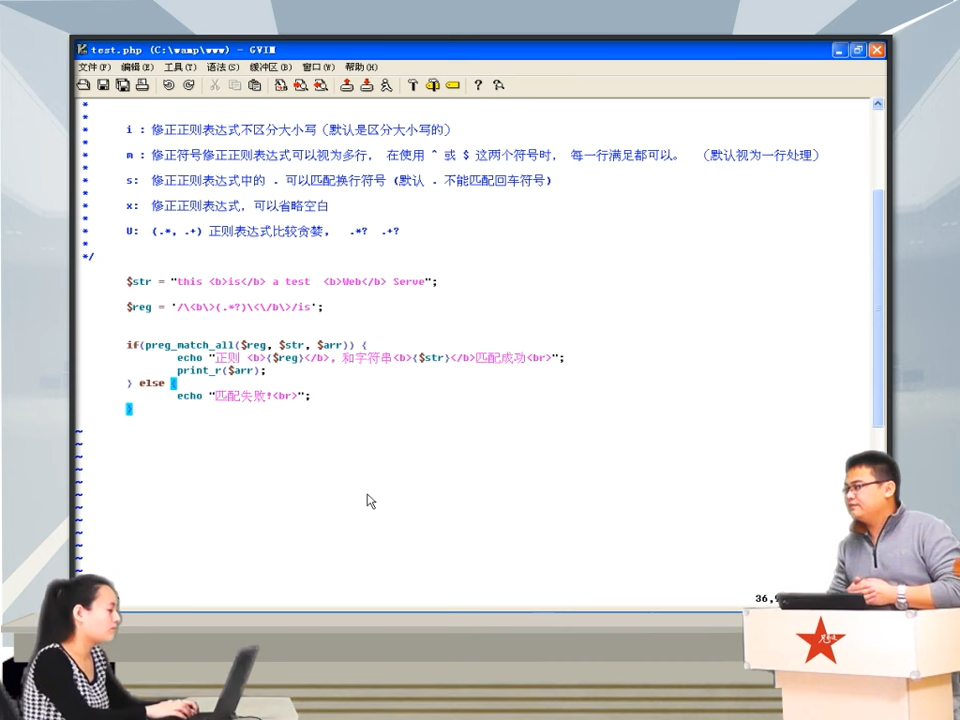 test.php (C:\wamp\www) - GVIM
文件(F) 编辑(E) 工具(T) 语法(S) 缓冲区(B) 窗口(W) 帮助(H)
*
*
* i : 修正正则表达式不区分大小写（默认是区分大小写的）
*
* m : 修正符号修正正则表达式可以视为多行， 在使用 ^ 或 $ 这两个符号时， 每一行满足都可以。 （默认视为一行处理）
*
* s: 修正正则表达式中的 . 可以匹配换行符号 (默认 . 不能匹配回车符号)
*
* x: 修正正则表达式，可以省略空白
*
* U: (.*, .+) 正则表达式比较贪婪， .*? .+?
*
*/
$str = "this <b>is</b> a test <b>Web</b> Serve";
$reg = '/\<b\>(.*?)\<\/b\>/is';
if(preg_match_all($reg, $str, $arr)) {
echo "正则 <b>{$reg}</b>，和字符串<b>{$str}</b>匹配成功<br>";
print_r($arr);
} else {
echo "匹配失败!<br>";
}
~
~
~
~
~
~
~
~
~
~
~
~
36,